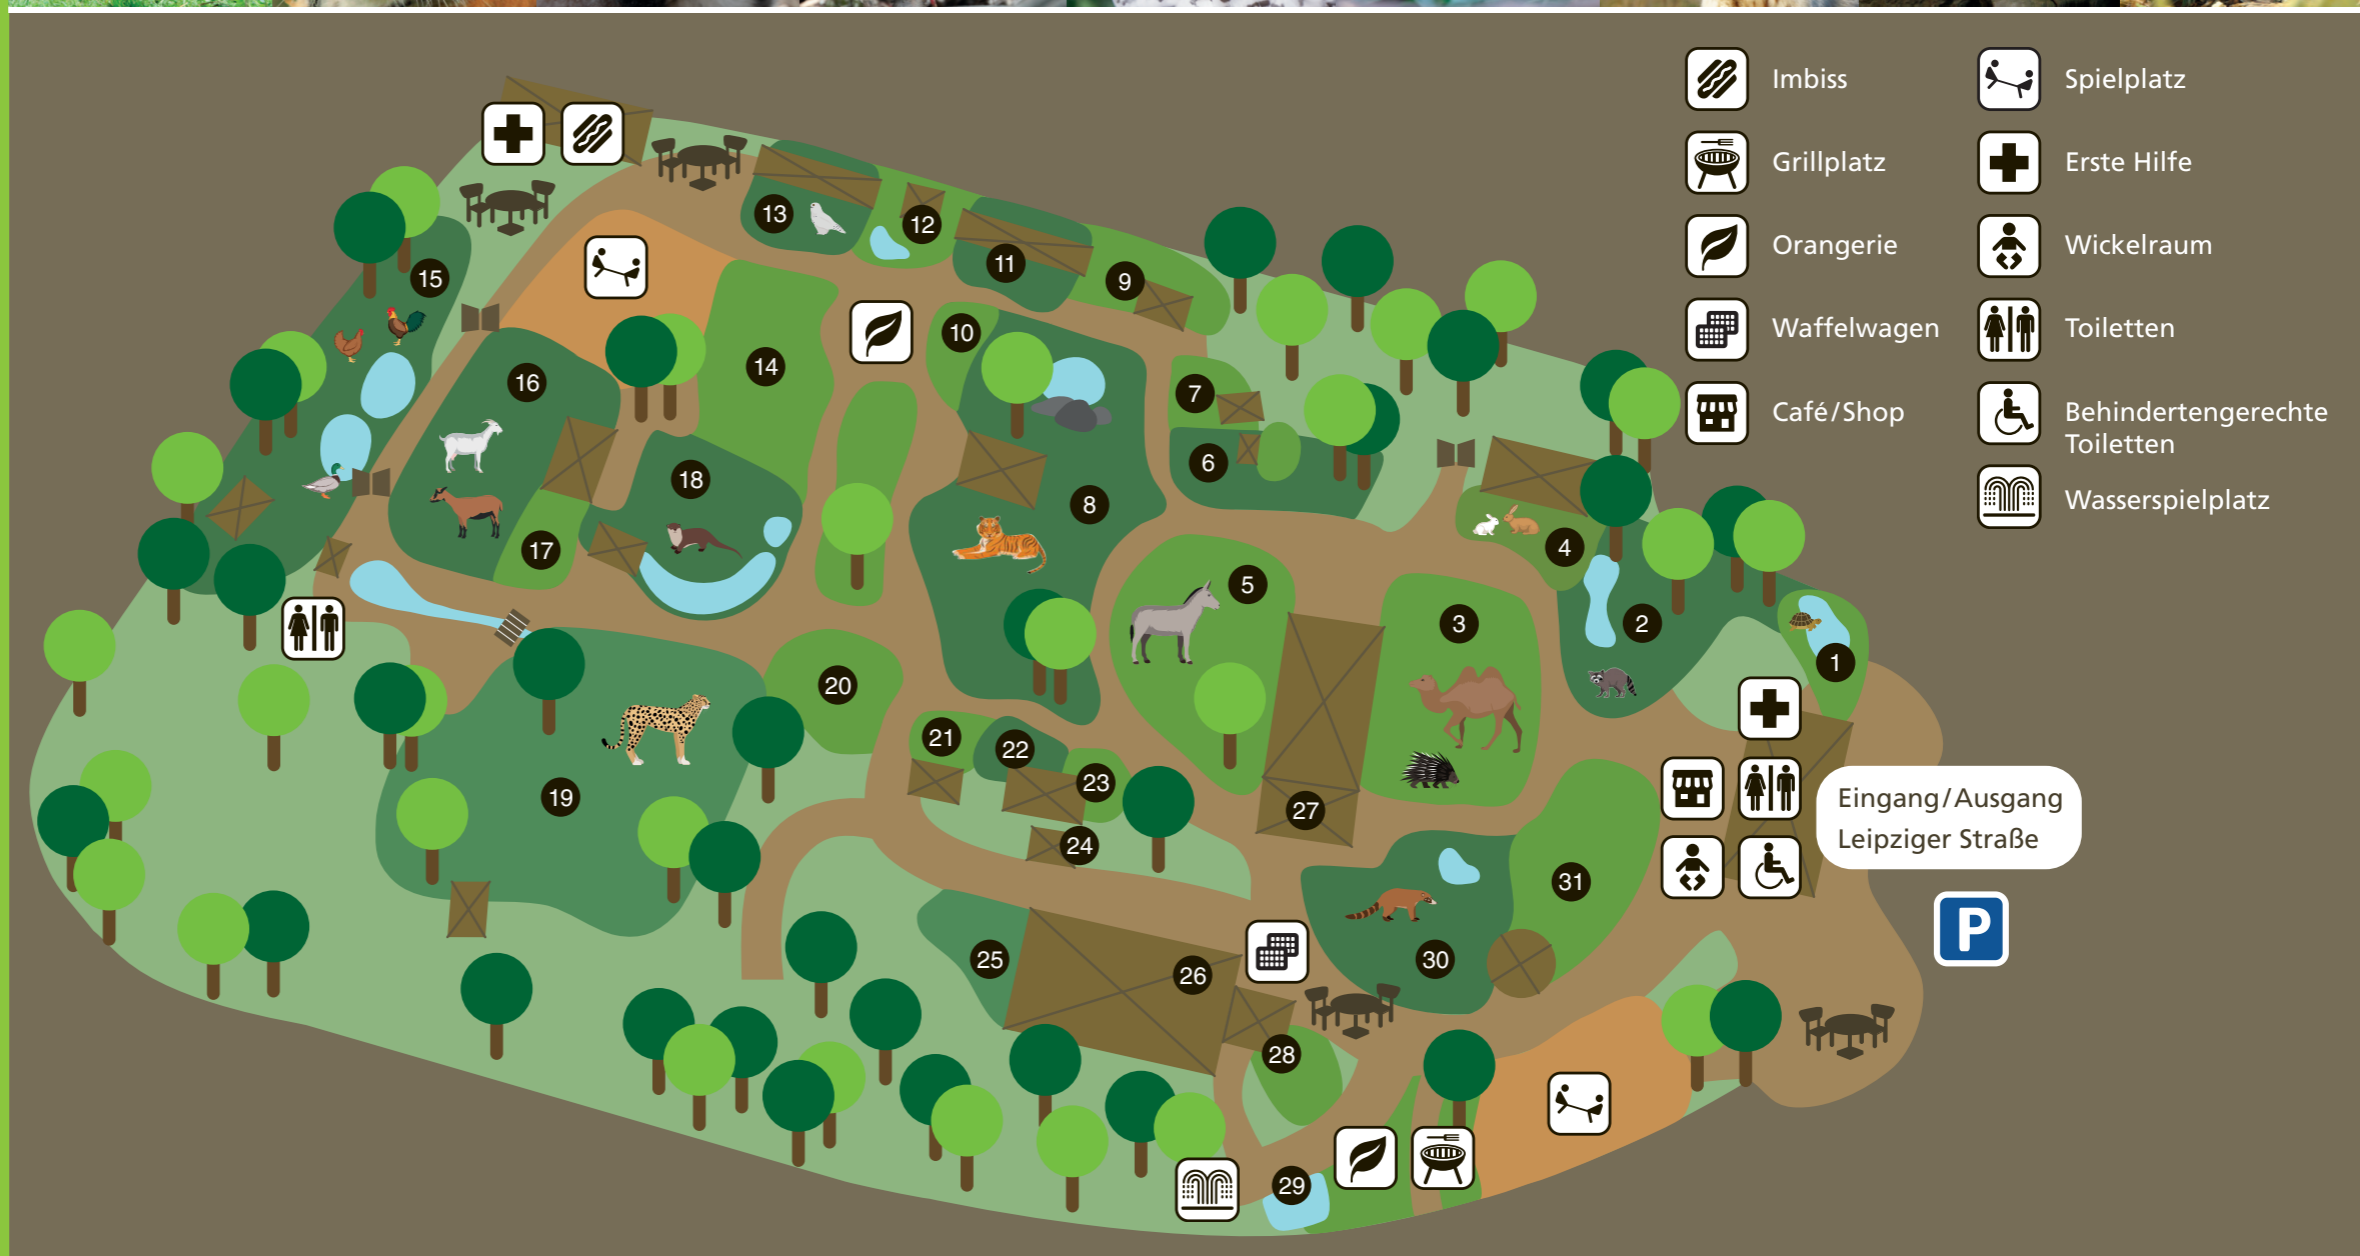 Imbiss
Grillplatz
Orangerie
Waffelwagen
Café/Shop
Spielplatz
Erste Hilfe
Wickelraum
Toiletten
Behindertengerechte
Toiletten
Wasserspielplatz
13
12
11
9
15
10
14
16
7
6
18
8
17
4
5
3
2
1
20
21
22
23
19
27
24
31
25
26
30
28
29
Eingang/Ausgang
Leipziger Straße
P